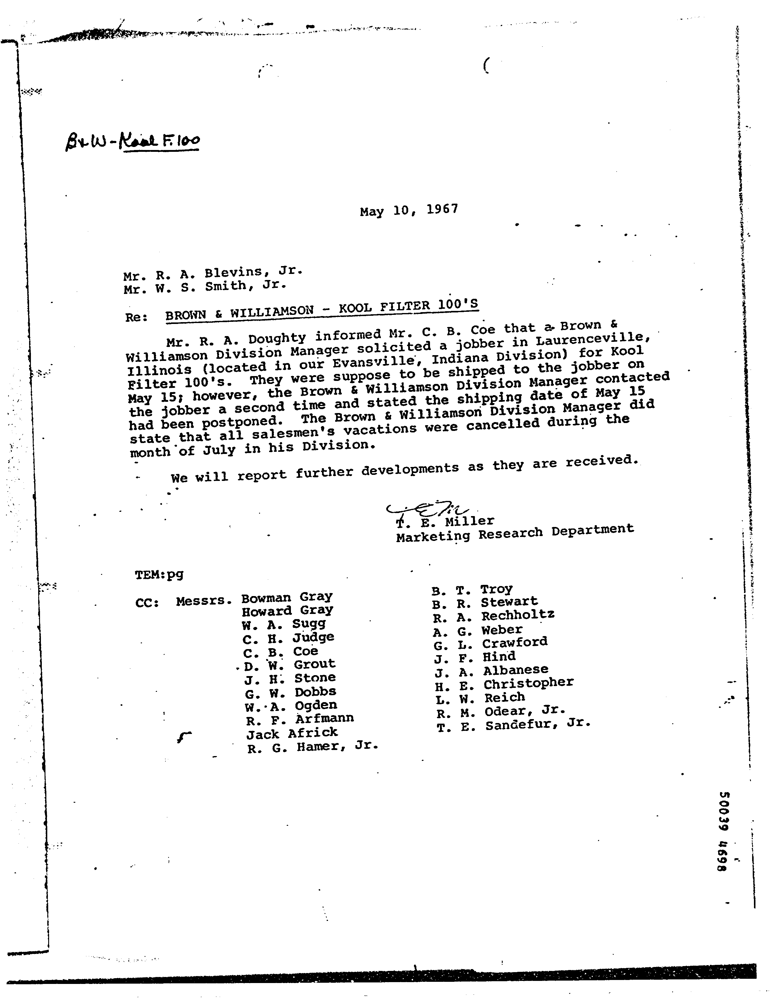 B&W - Kool F. 100
May 10, 1967
Mr. R. A. Blevins, Jr.
Mr. W. S. Smith, Jr.
Re: BROWN & WILLIAMSON - KOOL FILTER 100'S
Mr. R. A. Doughty informed Mr. C. B. Coe that a Brown &
Williamson Division Manager solicited a jobber in Laurenceville,
Illinois (located in our Evansville, Indiana Division) for Kool
Filter 100's. They were suppose to be shipped to the jobber on
May 15; however, the Brown & Williamson Division Manager contacted
the jobber a second time and stated the shipping date of May 15
had been postponed. The Brown & Williamson Division Manager did
state that all salesmen's vacations were cancelled during the
month of July in his Division.
We will report further developments as they are received.
TEM
T. E. Miller
Marketing Research Department
TEM:pg
CC: Messrs. Bowman Gray
Howard Gray
W. A. Sugg
C. H. Judge
C. B. Coe
D. W. Grout
J. H. Stone
G. W. Dobbs
W. A. Ogden
R. F. Arfmann
Jack Africk
R. G. Hamer, Jr.
B. T. Troy
B. R. Stewart
R. A. Rechholtz
A. G. Weber
G. L. Crawford
J. F. Hind
J. A. Albanese
H. E. Christopher
L. W. Reich
R. M. Odear, Jr.
T. E. Sandefur, Jr.
50039 4698